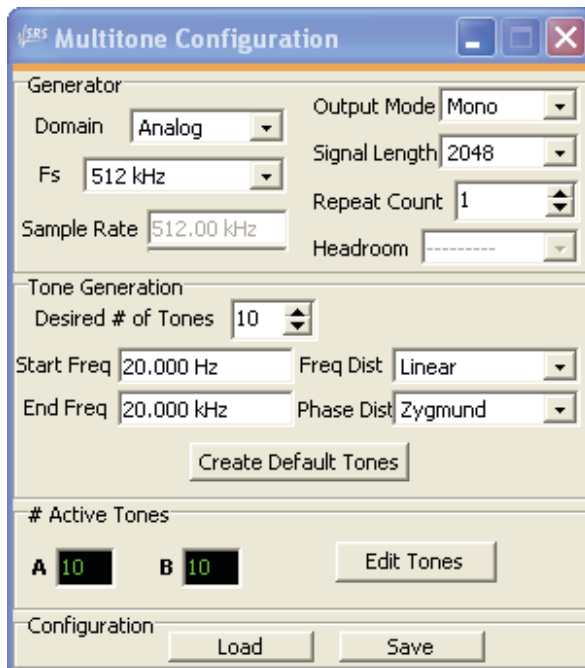 SRS Multitone Configuration
Generator
Domain Analog
Fs 512 kHz
Sample Rate 512.00 kHz
Output Mode Mono
Signal Length 2048
Repeat Count 1
Headroom ---------
Tone Generation
Desired # of Tones 10
Start Freq 20.000 Hz Freq Dist Linear
End Freq 20.000 kHz Phase Dist Zygmund
Create Default Tones
# Active Tones
A 10 B 10 Edit Tones
Configuration
Load Save